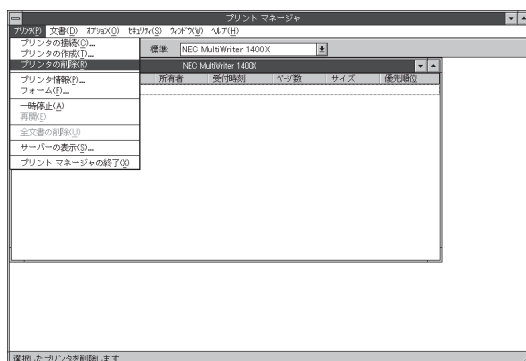 プリント マネージャ
プリンタ(P) 文書(D) オプション(O) セキュリティ(S) ウィンドウ(W) ヘルプ(H)
標準: NEC MultiWriter 1400X
プリンタの接続(C)...
プリンタの作成(T)...
プリンタの削除(R)
プリンタ情報(P)...
フォーム(F)...
一時停止(A)
再開(E)
全文書の削除(U)
サーバーの表示(S)...
プリント マネージャの終了(X)
NEC MultiWriter 1400X
所有者 受付時刻 ページ数 サイズ 優先順位
選択したプリンタを削除します